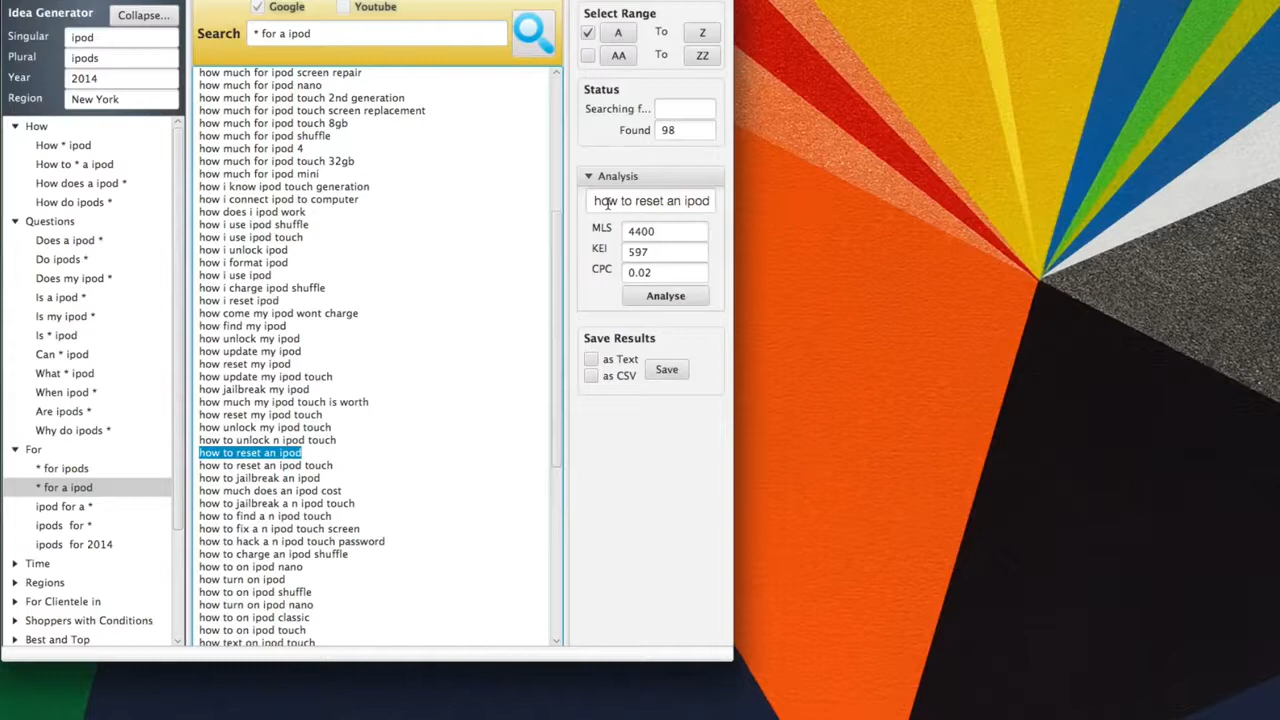 Idea Generator
Collapse...
Singular
ipod
Plural
ipods
Year
2014
Region
New York
How
How * ipod
How to * a ipod
How does a ipod *
How do ipods *
Questions
Does a ipod *
Do ipods *
Does my ipod *
Is a ipod *
Is my ipod *
Is * ipod
Can * ipod
What * ipod
When ipod *
Are ipods *
Why do ipods *
For
* for ipods
* for a ipod
ipod for a *
ipods for *
ipods for 2014
Time
Regions
For Clientele in
Shoppers with Conditions
Best and Top
Google
Youtube
Search
* for a ipod
how much for ipod screen repair
how much for ipod nano
how much for ipod touch 2nd generation
how much for ipod touch screen replacement
how much for ipod touch 8gb
how much for ipod shuffle
how much for ipod 4
how much for ipod touch 32gb
how much for ipod mini
how i know ipod touch generation
how i connect ipod to computer
how does i ipod work
how i use ipod shuffle
how i use ipod touch
how i unlock ipod
how i format ipod
how i use ipod
how i charge ipod shuffle
how i reset ipod
how come my ipod wont charge
how find my ipod
how unlock my ipod
how update my ipod
how reset my ipod
how update my ipod touch
how jailbreak my ipod
how much my ipod touch is worth
how reset my ipod touch
how unlock my ipod touch
how to unlock n ipod touch
how to reset an ipod
how to reset an ipod touch
how to jailbreak an ipod
how much does an ipod cost
how to jailbreak a n ipod touch
how to find a n ipod touch
how to fix a n ipod touch screen
how to hack a n ipod touch password
how to charge an ipod shuffle
how to on ipod nano
how turn on ipod
how to on ipod shuffle
how turn on ipod nano
how to on ipod classic
how to on ipod touch
how text on ipod touch
Select Range
A
To
Z
AA
To
ZZ
Status
Searching f...
Found
98
Analysis
how to reset an ipod
MLS
4400
KEI
597
CPC
0.02
Analyse
Save Results
as Text
as CSV
Save